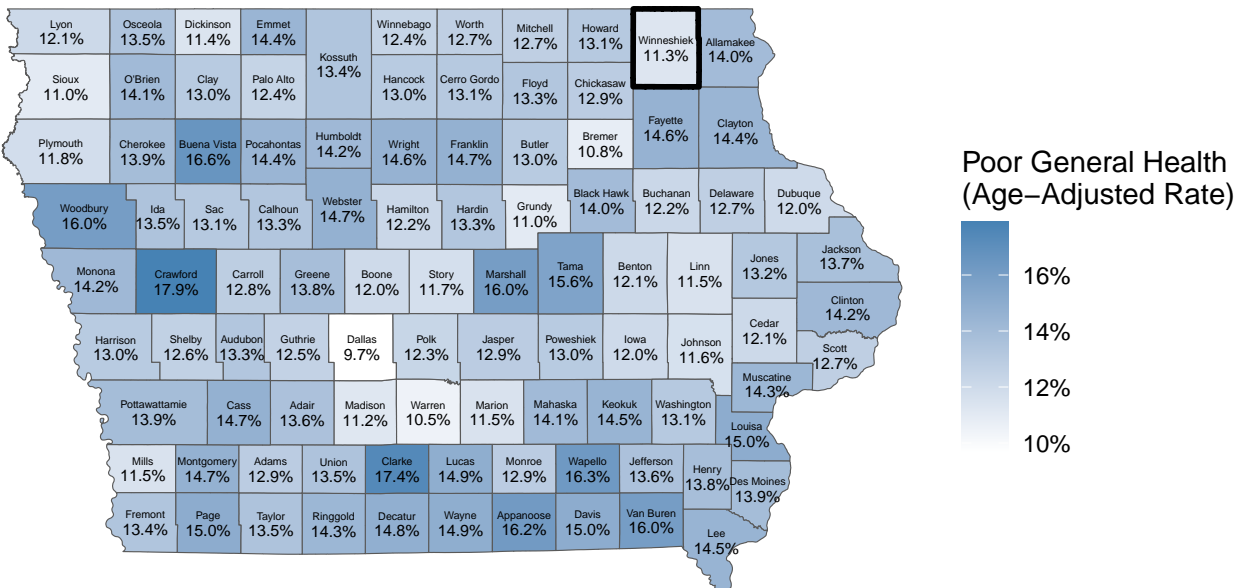 Lyon
12.1%
Osceola
13.5%
Dickinson
11.4%
Emmet
14.4%
Kossuth
13.4%
Winnebago
12.4%
Worth
12.7%
Mitchell
12.7%
Howard
13.1%
Winneshiek
11.3%
Allamakee
14.0%
Sioux
11.0%
O'Brien
14.1%
Clay
13.0%
Palo Alto
12.4%
Hancock
13.0%
Cerro Gordo
13.1%
Floyd
13.3%
Chickasaw
12.9%
Plymouth
11.8%
Cherokee
13.9%
Buena Vista
16.6%
Pocahontas
14.4%
Humboldt
14.2%
Wright
14.6%
Franklin
14.7%
Butler
13.0%
Bremer
10.8%
Fayette
14.6%
Clayton
14.4%
Woodbury
16.0%
Ida
13.5%
Sac
13.1%
Calhoun
13.3%
Webster
14.7%
Hamilton
12.2%
Hardin
13.3%
Grundy
11.0%
Black Hawk
14.0%
Buchanan
12.2%
Delaware
12.7%
Dubuque
12.0%
Monona
14.2%
Crawford
17.9%
Carroll
12.8%
Greene
13.8%
Boone
12.0%
Story
11.7%
Marshall
16.0%
Tama
15.6%
Benton
12.1%
Linn
11.5%
Jones
13.2%
Jackson
13.7%
Clinton
14.2%
Harrison
13.0%
Shelby
12.6%
Audubon
13.3%
Guthrie
12.5%
Dallas
9.7%
Polk
12.3%
Jasper
12.9%
Poweshiek
13.0%
Iowa
12.0%
Johnson
11.6%
Cedar
12.1%
Scott
12.7%
Muscatine
14.3%
Pottawattamie
13.9%
Cass
14.7%
Adair
13.6%
Madison
11.2%
Warren
10.5%
Marion
11.5%
Mahaska
14.1%
Keokuk
14.5%
Washington
13.1%
Louisa
15.0%
Mills
11.5%
Montgomery
14.7%
Adams
12.9%
Union
13.5%
Clarke
17.4%
Lucas
14.9%
Monroe
12.9%
Wapello
16.3%
Jefferson
13.6%
Henry
13.8%
Des Moines
13.9%
Fremont
13.4%
Page
15.0%
Taylor
13.5%
Ringgold
14.3%
Decatur
14.8%
Wayne
14.9%
Appanoose
16.2%
Davis
15.0%
Van Buren
16.0%
Lee
14.5%
Poor General Health
(Age−Adjusted Rate)
16%
14%
12%
10%